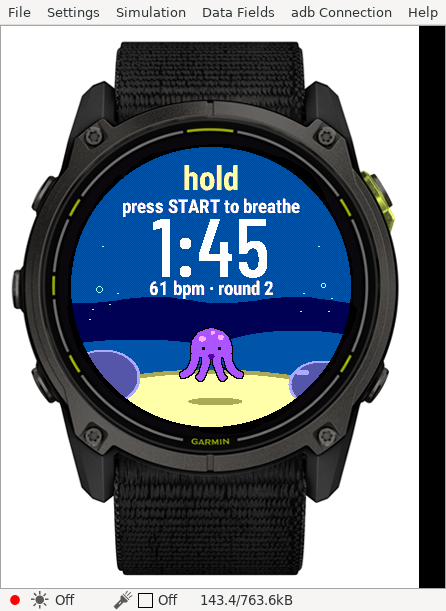 File Settings Simulation Data Fields adb Connection Help
hold
press START to breathe
1:45
61 bpm · round 2
GARMIN
Off Off 143.4/763.6kB